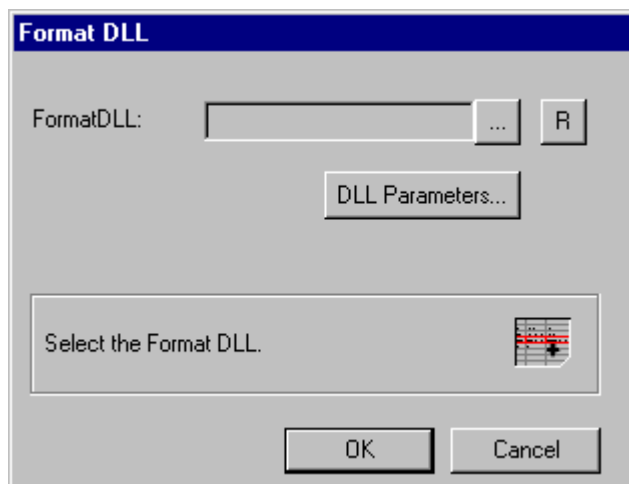 Format DLL
FormatDLL: ... R
DLL Parameters...
Select the Format DLL.
OK Cancel